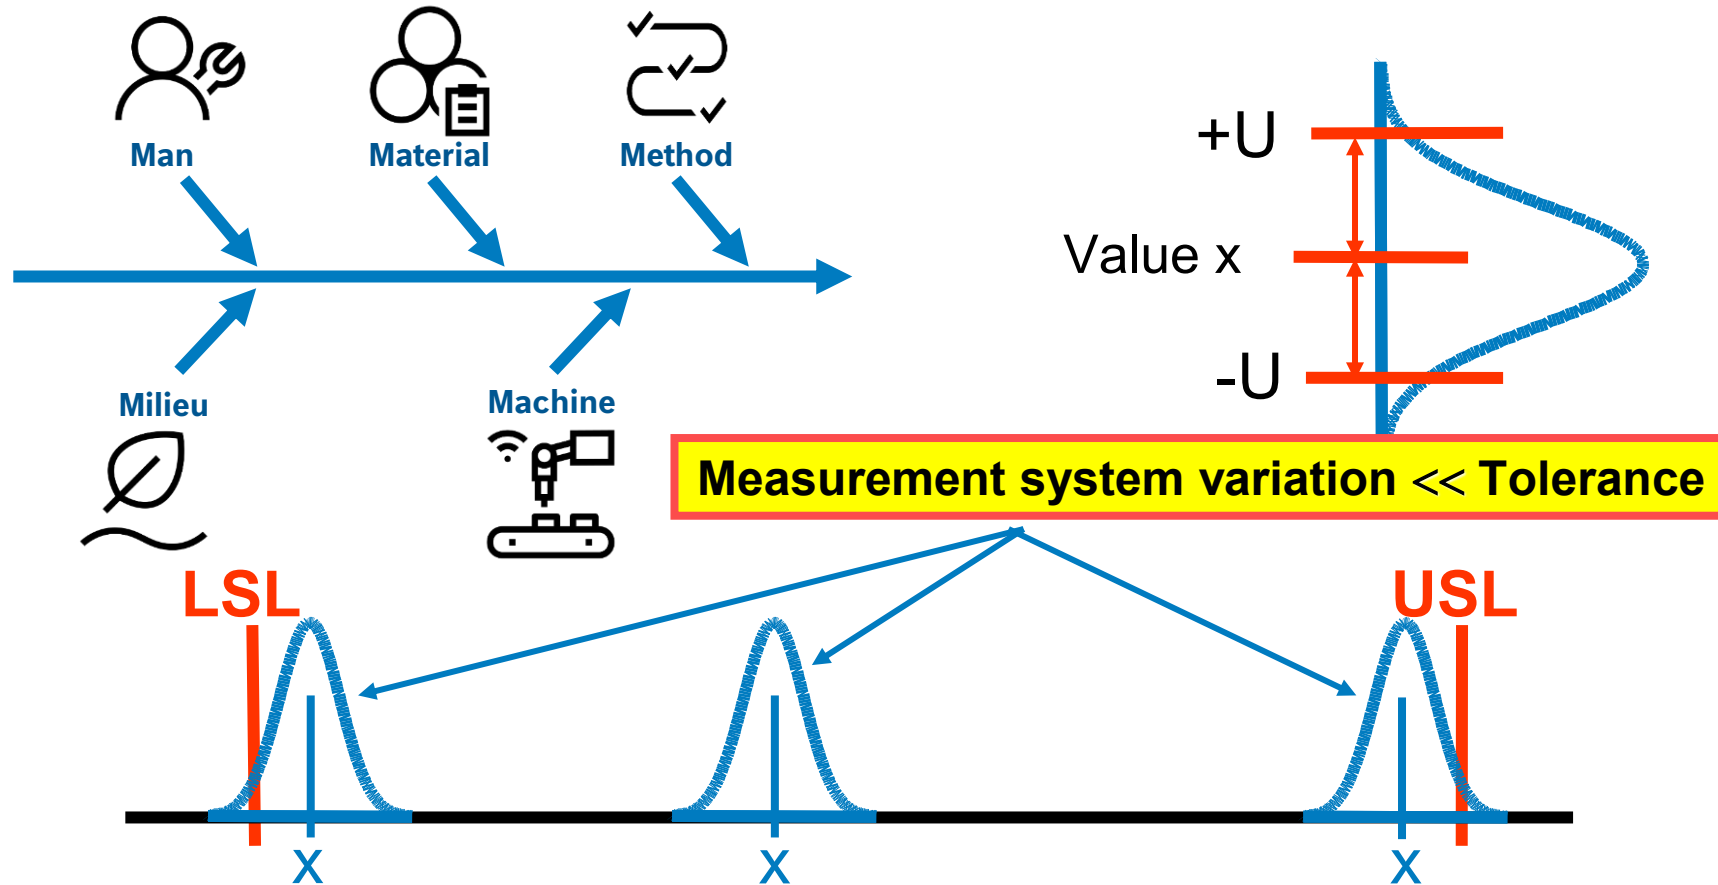 Man
Material
Method
+U
Value x
-U
Milieu
Machine
Measurement system variation << Tolerance
LSL
USL
x
x
x